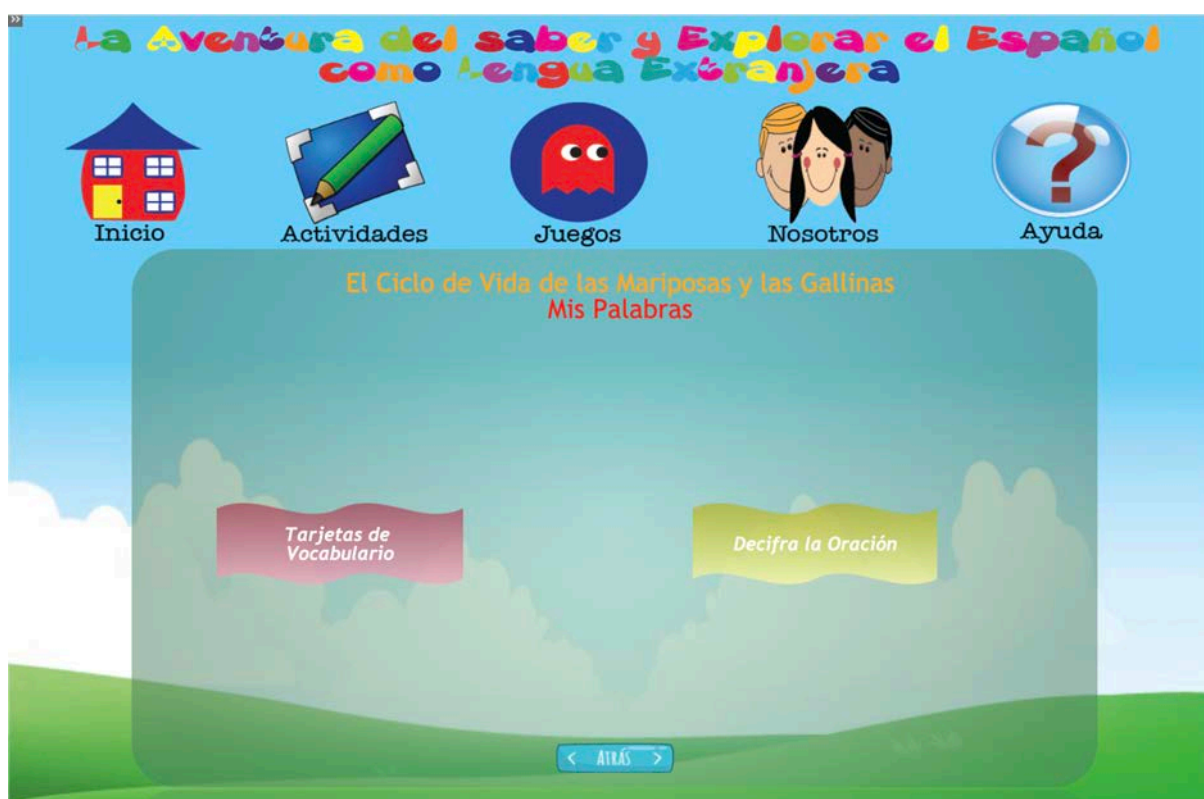 La Aventura del saber y Explorar el Español
como Lengua Extranjera
Inicio
Actividades
Juegos
Nosotros
Ayuda
El Ciclo de Vida de las Mariposas y las Gallinas
Mis Palabras
Tarjetas de
Vocabulario
Decifra la Oración
< ATRÁS >